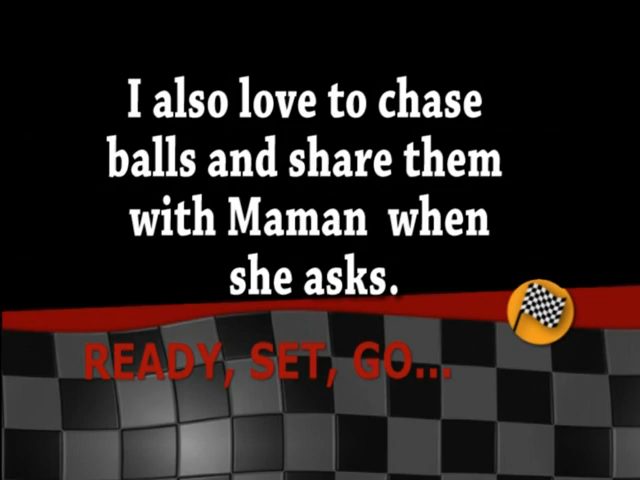 I also love to chase
balls and share them
with Maman when
she asks.
READY, SET, GO...